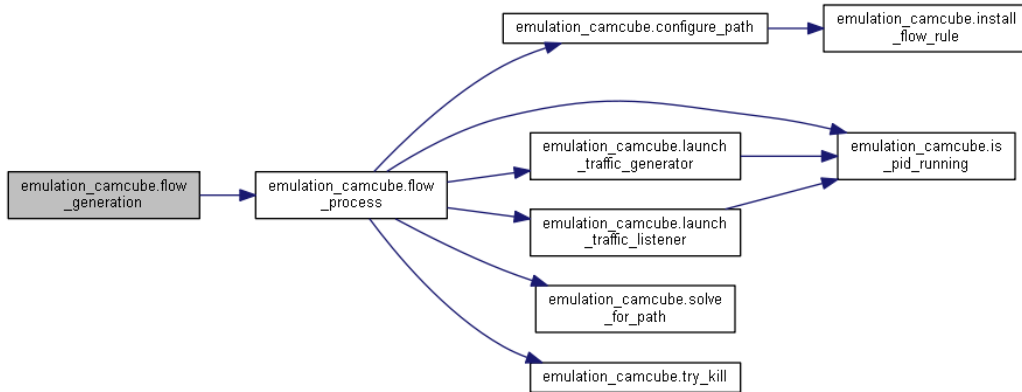 emulation_camcube.configure_path
emulation_camcube.install
_flow_rule
emulation_camcube.is
_pid_running
emulation_camcube.launch
_traffic_generator
emulation_camcube.flow
_generation
emulation_camcube.flow
_process
emulation_camcube.launch
_traffic_listener
emulation_camcube.solve
_for_path
emulation_camcube.try_kill